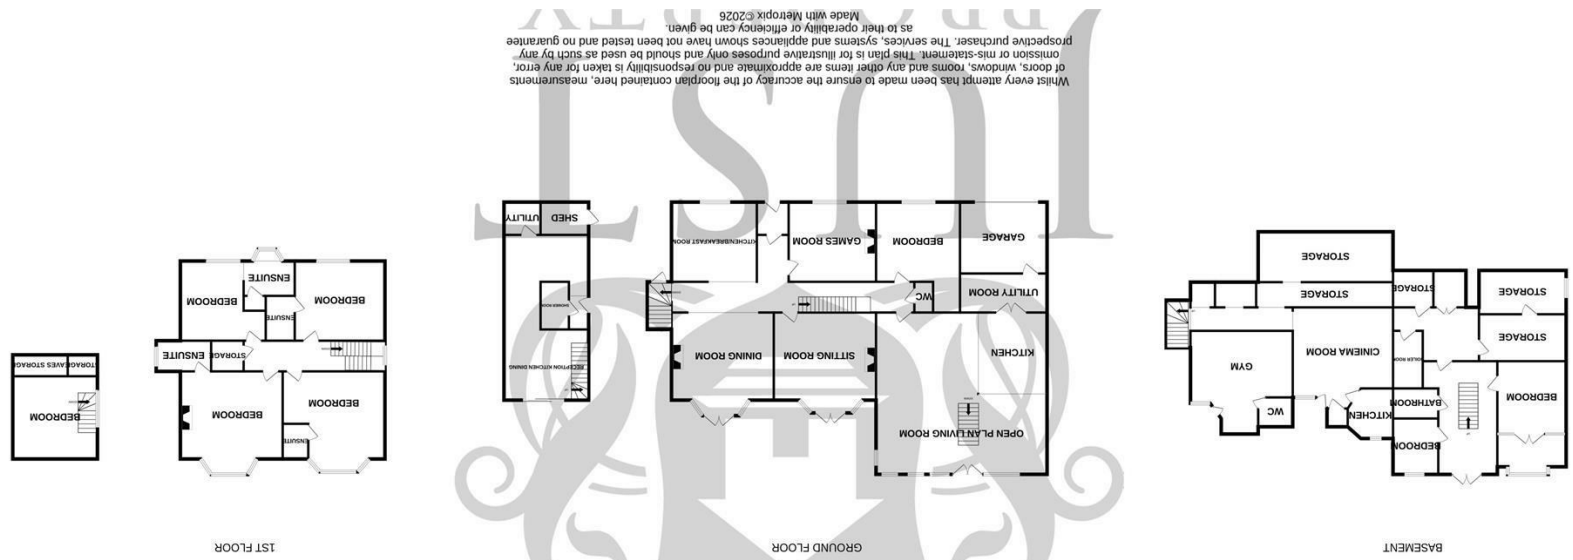 BASEMENT
GROUND FLOOR
1ST FLOOR
BEDROOM
BEDROOM
BATHROOM
KITCHEN
WC
GYM
CINEMA ROOM
BOILER ROOM
STORAGE
STORAGE
STORAGE
STORAGE
STORAGE
OPEN PLAN LIVING ROOM
KITCHEN
SITTING ROOM
DINING ROOM
UTILITY ROOM
WC
GARAGE
BEDROOM
GAMES ROOM
KITCHEN/BREAKFAST ROOM
RECEPTION KITCHEN DINING
SHOWER ROOM
SHED
UTILITY
BEDROOM
ENSUITE
BEDROOM
STORAGE
ENSUITE
BEDROOM
ENSUITE
ENSUITE
BEDROOM
BEDROOM
STORAGE
EAVES STORAGE
JUST
PROPERTY
Whilst every attempt has been made to ensure the accuracy of the floorplan contained here, measurements
of doors, windows, rooms and any other items are approximate and no responsibility is taken for any error,
omission or mis-statement. This plan is for illustrative purposes only and should be used as such by any
prospective purchaser. The services, systems and appliances shown have not been tested and no guarantee
as to their operability or efficiency can be given.
Made with Metropix ©2026